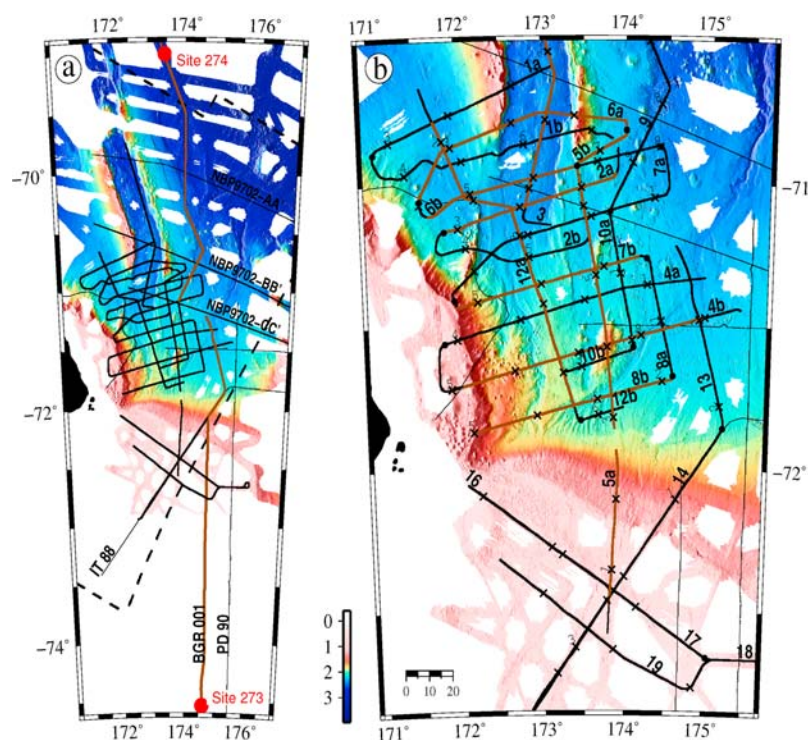 172˚ 174˚ 176˚
171˚ 172˚ 173˚ 174˚ 175˚
a
Site 274
b
1a
6a
9
1b
5b
2a
7a
−70˚
−71˚
NBP9702-AA
6b
3
10a
2b
7b
12a
4a
NBP9702-BB'
NBP9702-dC'
4b
10b
8a
8b
13
12b
−72˚
−72˚
14
5a
16
IT 88
BGR 001
PD 90
17
18
19
−74˚
0
1
2
3
0 10 20
Site 273
172˚ 174˚ 176˚
171˚ 172˚ 173˚ 174˚ 175˚